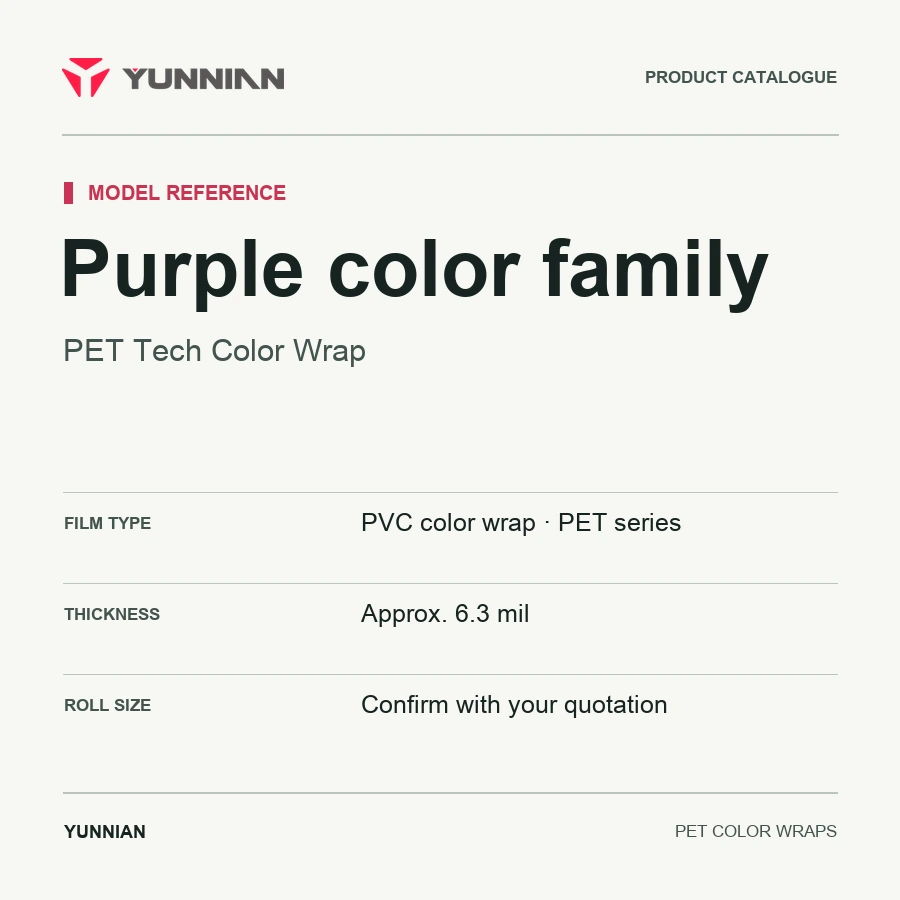 YUNNIAN
PRODUCT CATALOGUE
MODEL REFERENCE
Purple color family
PET Tech Color Wrap
FILM TYPE
PVC color wrap · PET series
THICKNESS
Approx. 6.3 mil
ROLL SIZE
Confirm with your quotation
YUNNIAN
PET COLOR WRAPS